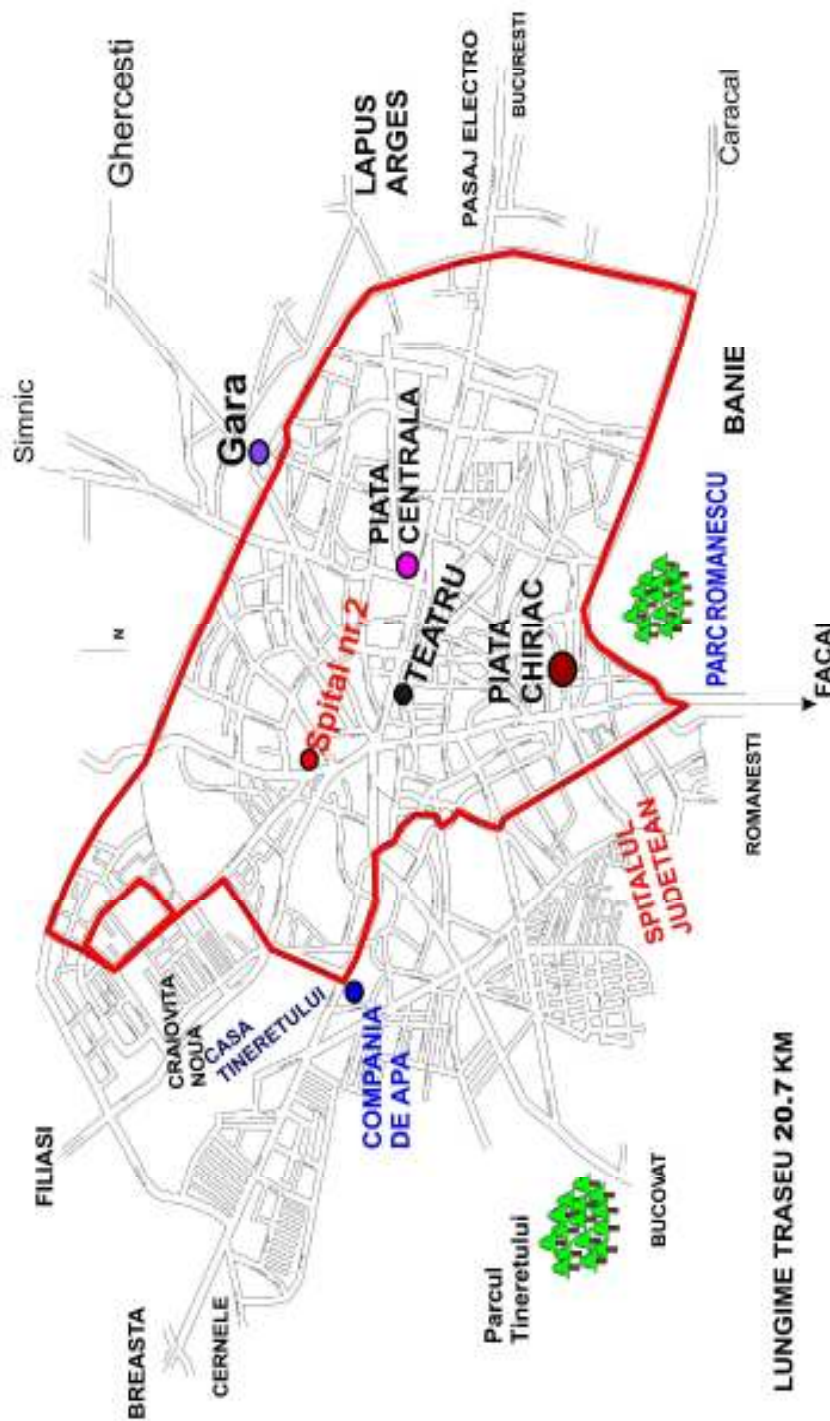 Simnic
Ghercesti
N
Gara
LAPUS
ARGES
FILIASI
CRAIOVITA
NOUA
CASA
TINERETULUI
Spital nr.2
PIATA
CENTRALA
TEATRU
PASAJ ELECTRO
BUCURESTI
BREASTA
CERNELE
COMPANIA
DE APA
PIATA
CHIRIAC
Caracal
BANIE
Parcul
Tineretului
BUCOVAT
SPITALUL
JUDETEAN
PARC ROMANESCU
ROMANESTI
FACAI
LUNGIME TRASEU 20.7 KM